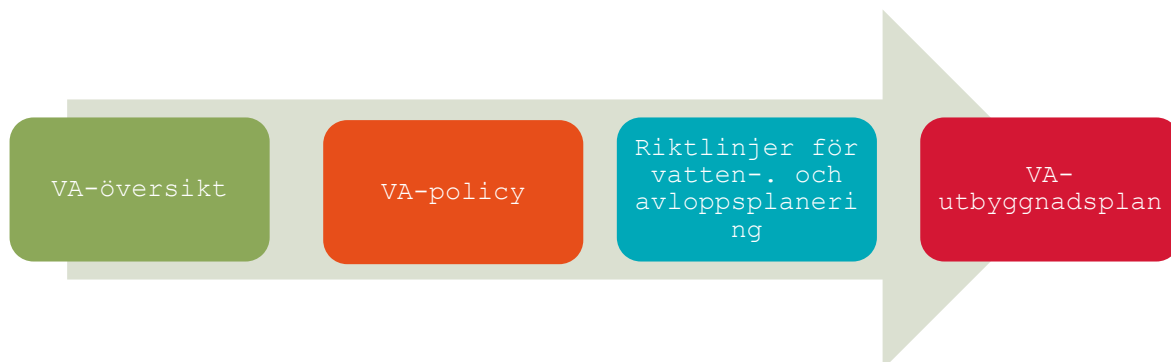 VA-översikt
VA-policy
Riktlinjer för
vatten-. och
avloppsplaneri
ng
VA-
utbyggnadsplan